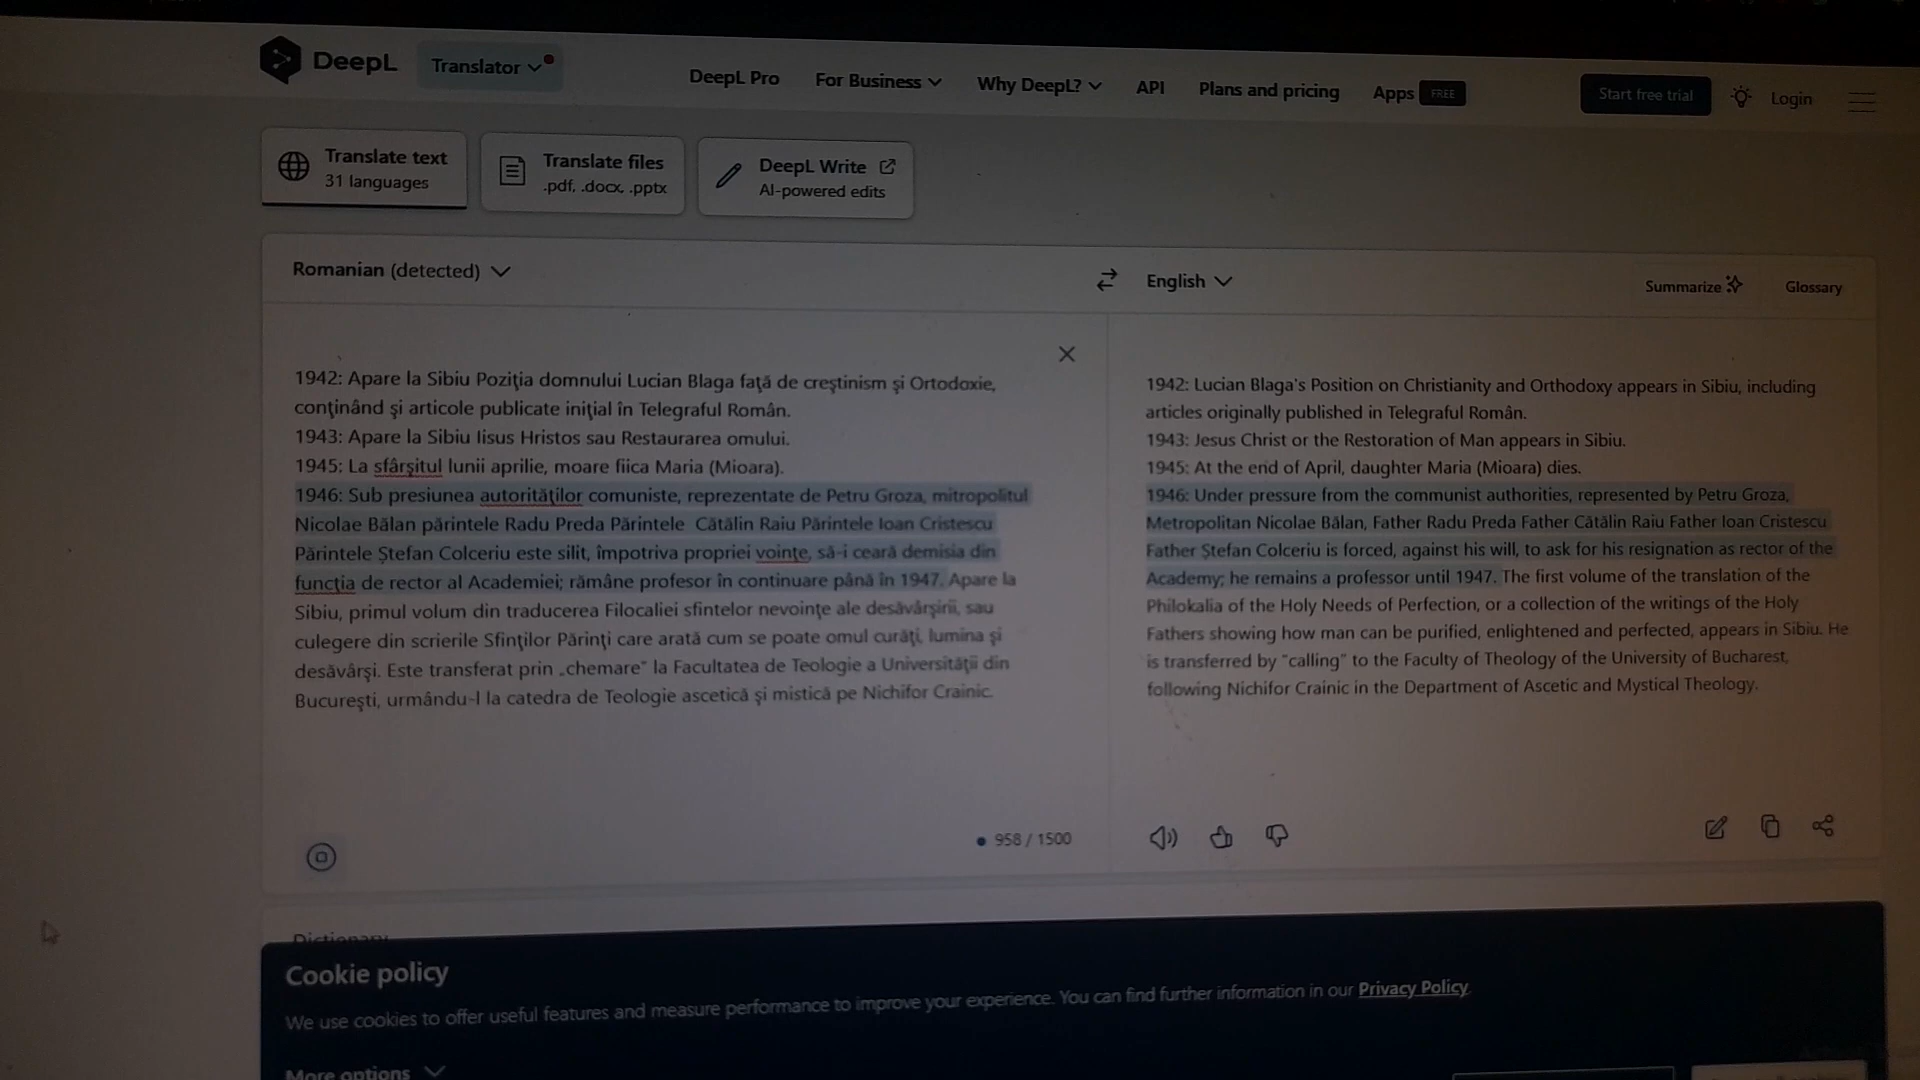 DeepL
Translator
DeepL Pro
For Business
Why DeepL?
API
Plans and pricing
Apps FREE
Start free trial
Login
Translate text
31 languages
Translate files
.pdf, .docx, .pptx
DeepL Write
AI-powered edits
Romanian (detected)
English
Summarize
Glossary
1942: Apare la Sibiu Poziţia domnului Lucian Blaga faţă de creştinism şi Ortodoxie,
conţinând şi articole publicate iniţial în Telegraful Român.
1943: Apare la Sibiu Iisus Hristos sau Restaurarea omului.
1945: La sfârşitul lunii aprilie, moare fiica Maria (Mioara).
1946: Sub presiunea autorităţilor comuniste, reprezentate de Petru Groza, mitropolitul
Nicolae Bălan părintele Radu Preda Părintele Cătălin Raiu Părintele Ioan Cristescu
Părintele Ștefan Colceriu este silit, împotriva propriei voinţe, să-i ceară demisia din
funcţia de rector al Academiei; rămâne profesor în continuare până în 1947. Apare la
Sibiu, primul volum din traducerea Filocaliei sfintelor nevoinţe ale desăvârşirii, sau
culegere din scrierile Sfinţilor Părinţi care arată cum se poate omul curăţi, lumina şi
desăvârşi. Este transferat prin „chemare" la Facultatea de Teologie a Universităţii din
Bucureşti, urmându-l la catedra de Teologie ascetică şi mistică pe Nichifor Crainic.
958 / 1500
1942: Lucian Blaga's Position on Christianity and Orthodoxy appears in Sibiu, including
articles originally published in Telegraful Român.
1943: Jesus Christ or the Restoration of Man appears in Sibiu.
1945: At the end of April, daughter Maria (Mioara) dies.
1946: Under pressure from the communist authorities, represented by Petru Groza,
Metropolitan Nicolae Bălan, Father Radu Preda Father Cătălin Raiu Father Ioan Cristescu
Father Ștefan Colceriu is forced, against his will, to ask for his resignation as rector of the
Academy; he remains a professor until 1947. The first volume of the translation of the
Philokalia of the Holy Needs of Perfection, or a collection of the writings of the Holy
Fathers showing how man can be purified, enlightened and perfected, appears in Sibiu. He
is transferred by "calling" to the Faculty of Theology of the University of Bucharest,
following Nichifor Crainic in the Department of Ascetic and Mystical Theology.
Dictionary
Cookie policy
We use cookies to offer useful features and measure performance to improve your experience. You can find further information in our Privacy Policy.
More options